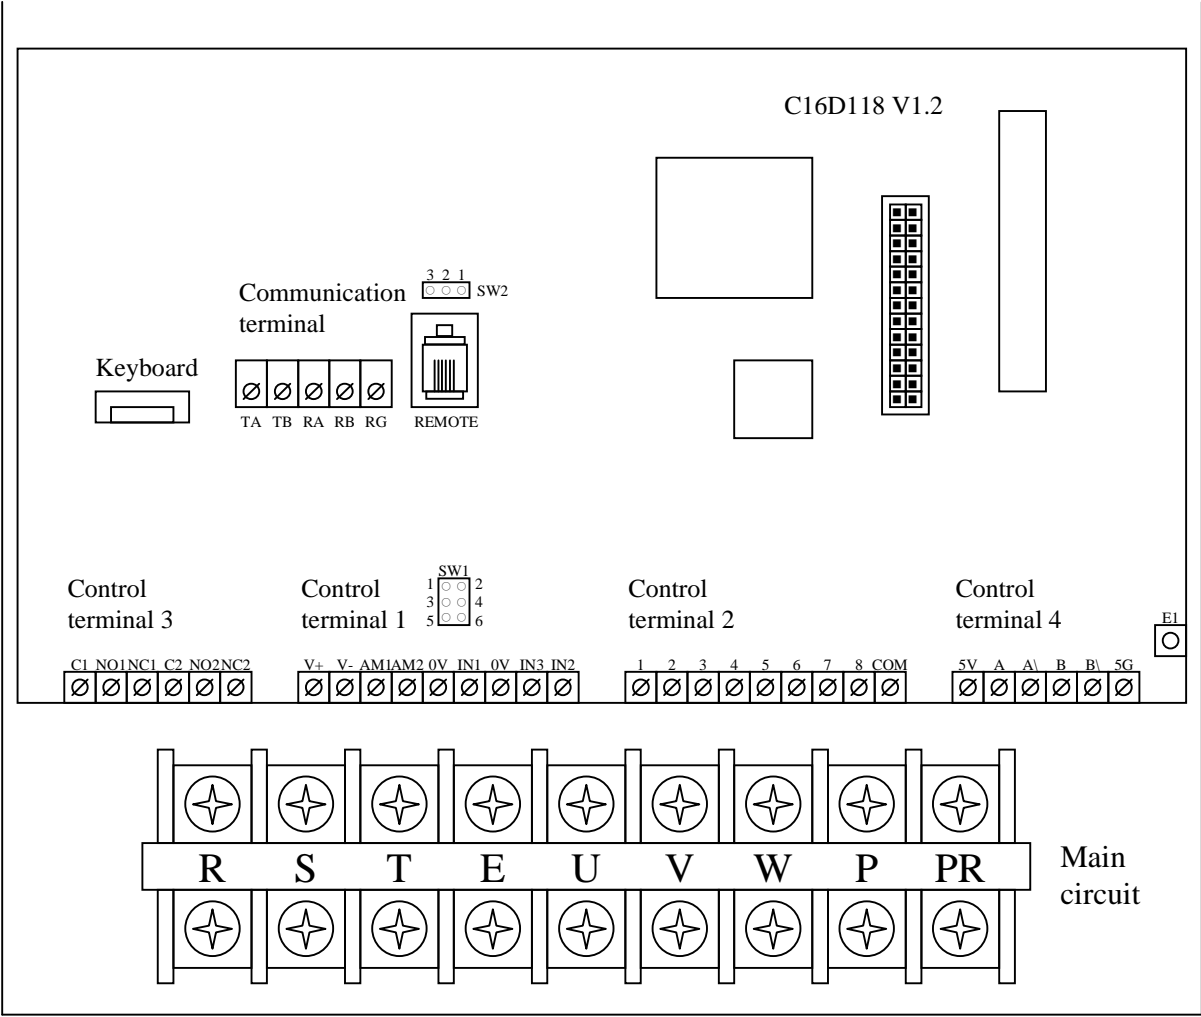 C16D118 V1.2
3 2 1
SW2
Communication
terminal
Keyboard
TA TB RA RB RG
REMOTE
Control
terminal 3
Control
terminal 1
SW1
1 2
3 4
5 6
Control
terminal 2
Control
terminal 4
E1
C1 NO1 NC1 C2 NO2 NC2
V+ V- AM1 AM2 0V IN1 0V IN3 IN2
1 2 3 4 5 6 7 8 COM
5V A A\ B B\ 5G
R S T E U V W P PR
Main
circuit